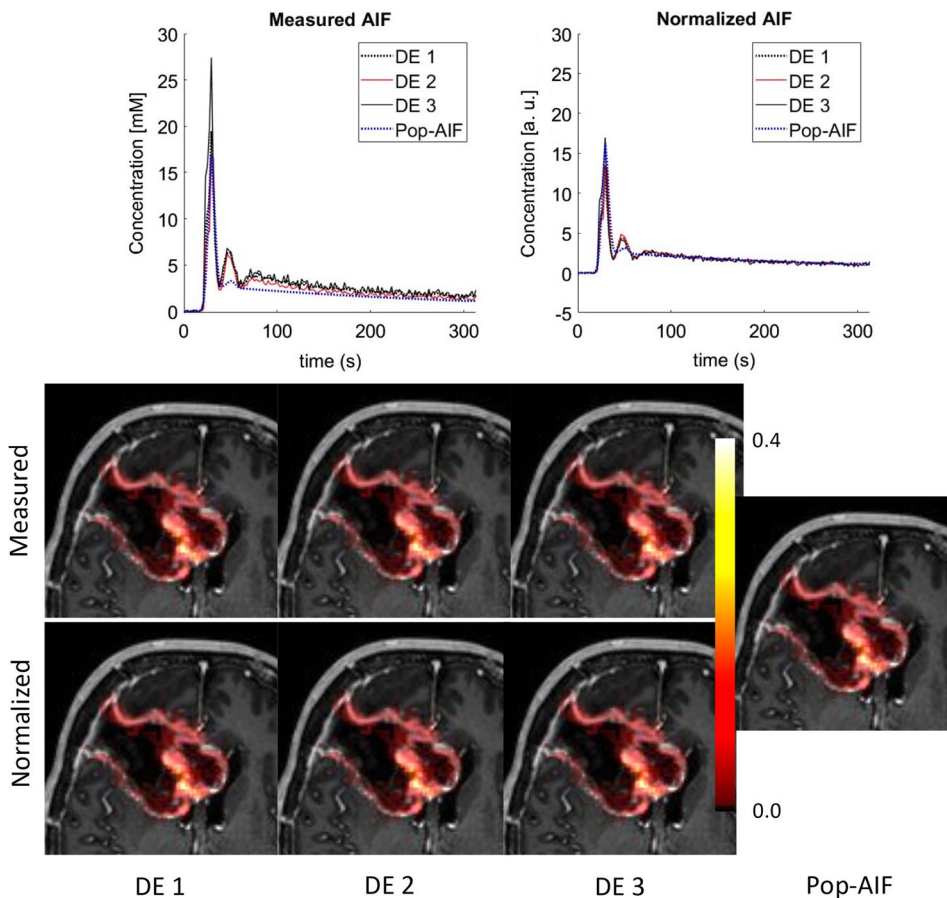 Measured AIF
Concentration [mM]
30
25
20
15
10
5
0
0 100 200 300
time (s)
DE 1
DE 2
DE 3
Pop-AIF
Normalized AIF
Concentration [a. u.]
30
25
20
15
10
5
0
-5
0 100 200 300
time (s)
DE 1
DE 2
DE 3
Pop-AIF
Measured
Normalized
0.4
0.0
DE 1 DE 2 DE 3 Pop-AIF